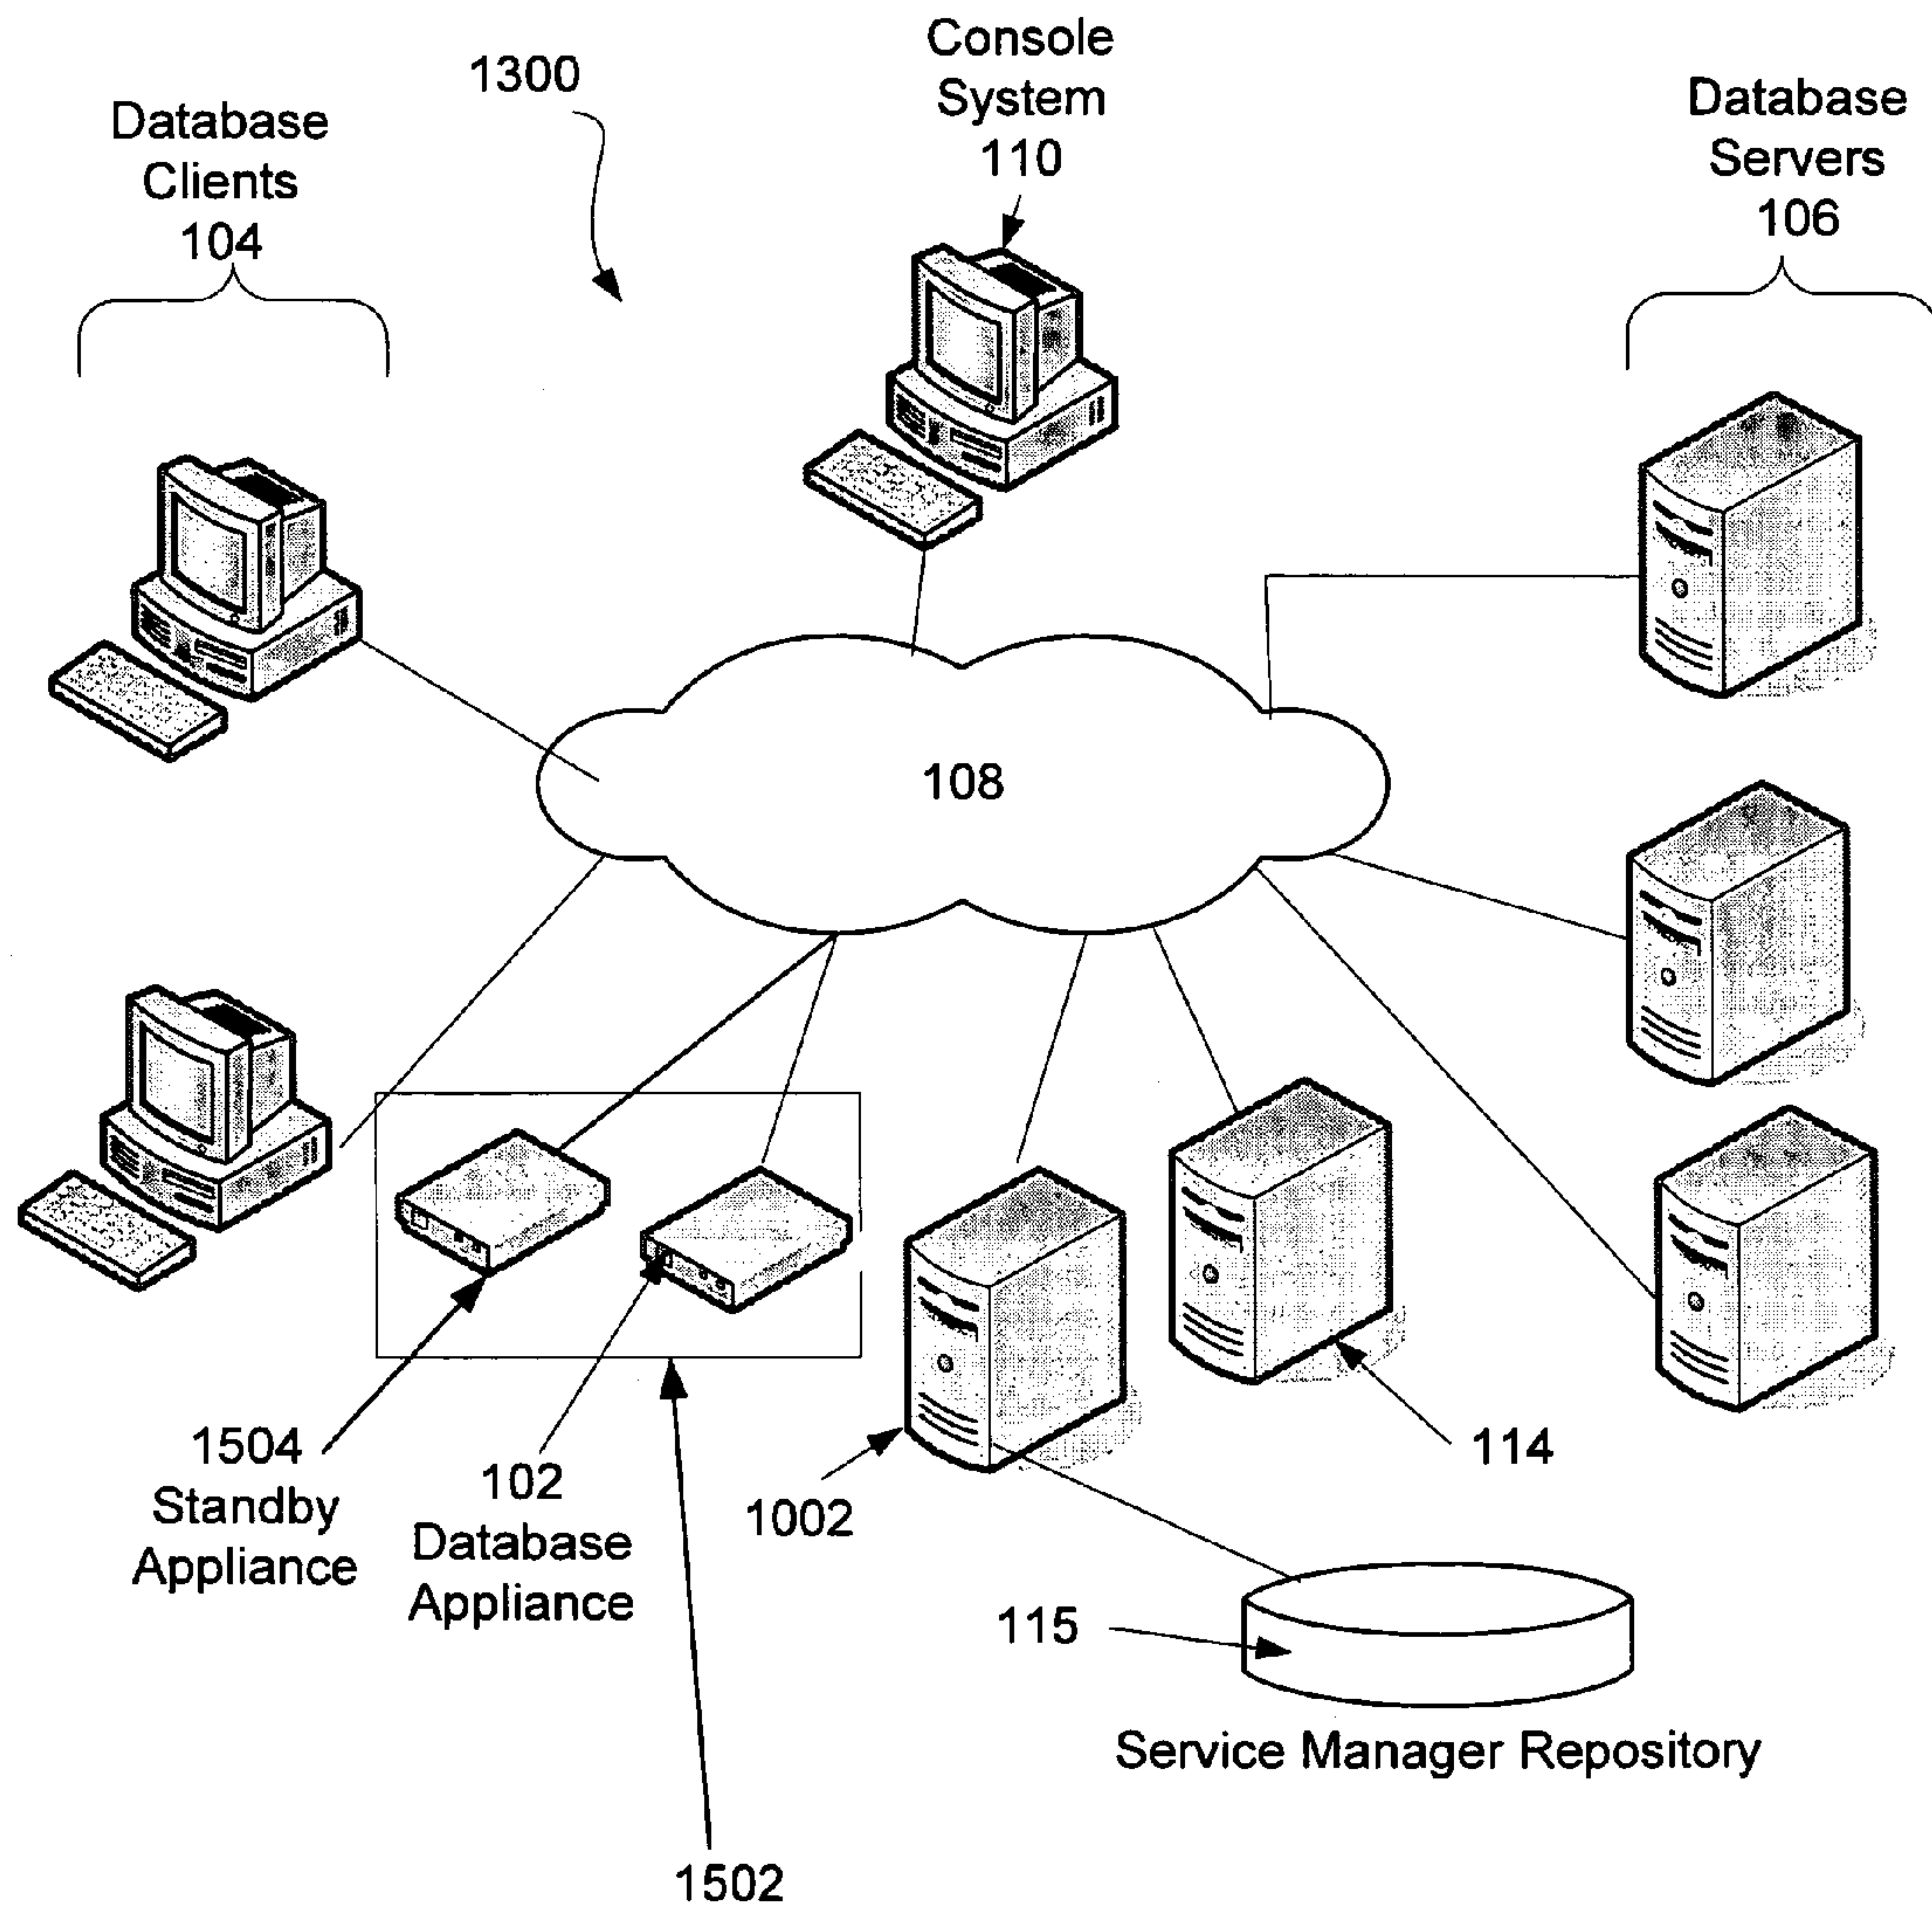 Console
System
110
1300
Database
Clients
104
Database
Servers
106
108
1504
Standby
Appliance
102
Database
Appliance
1002
114
115
Service Manager Repository
1502